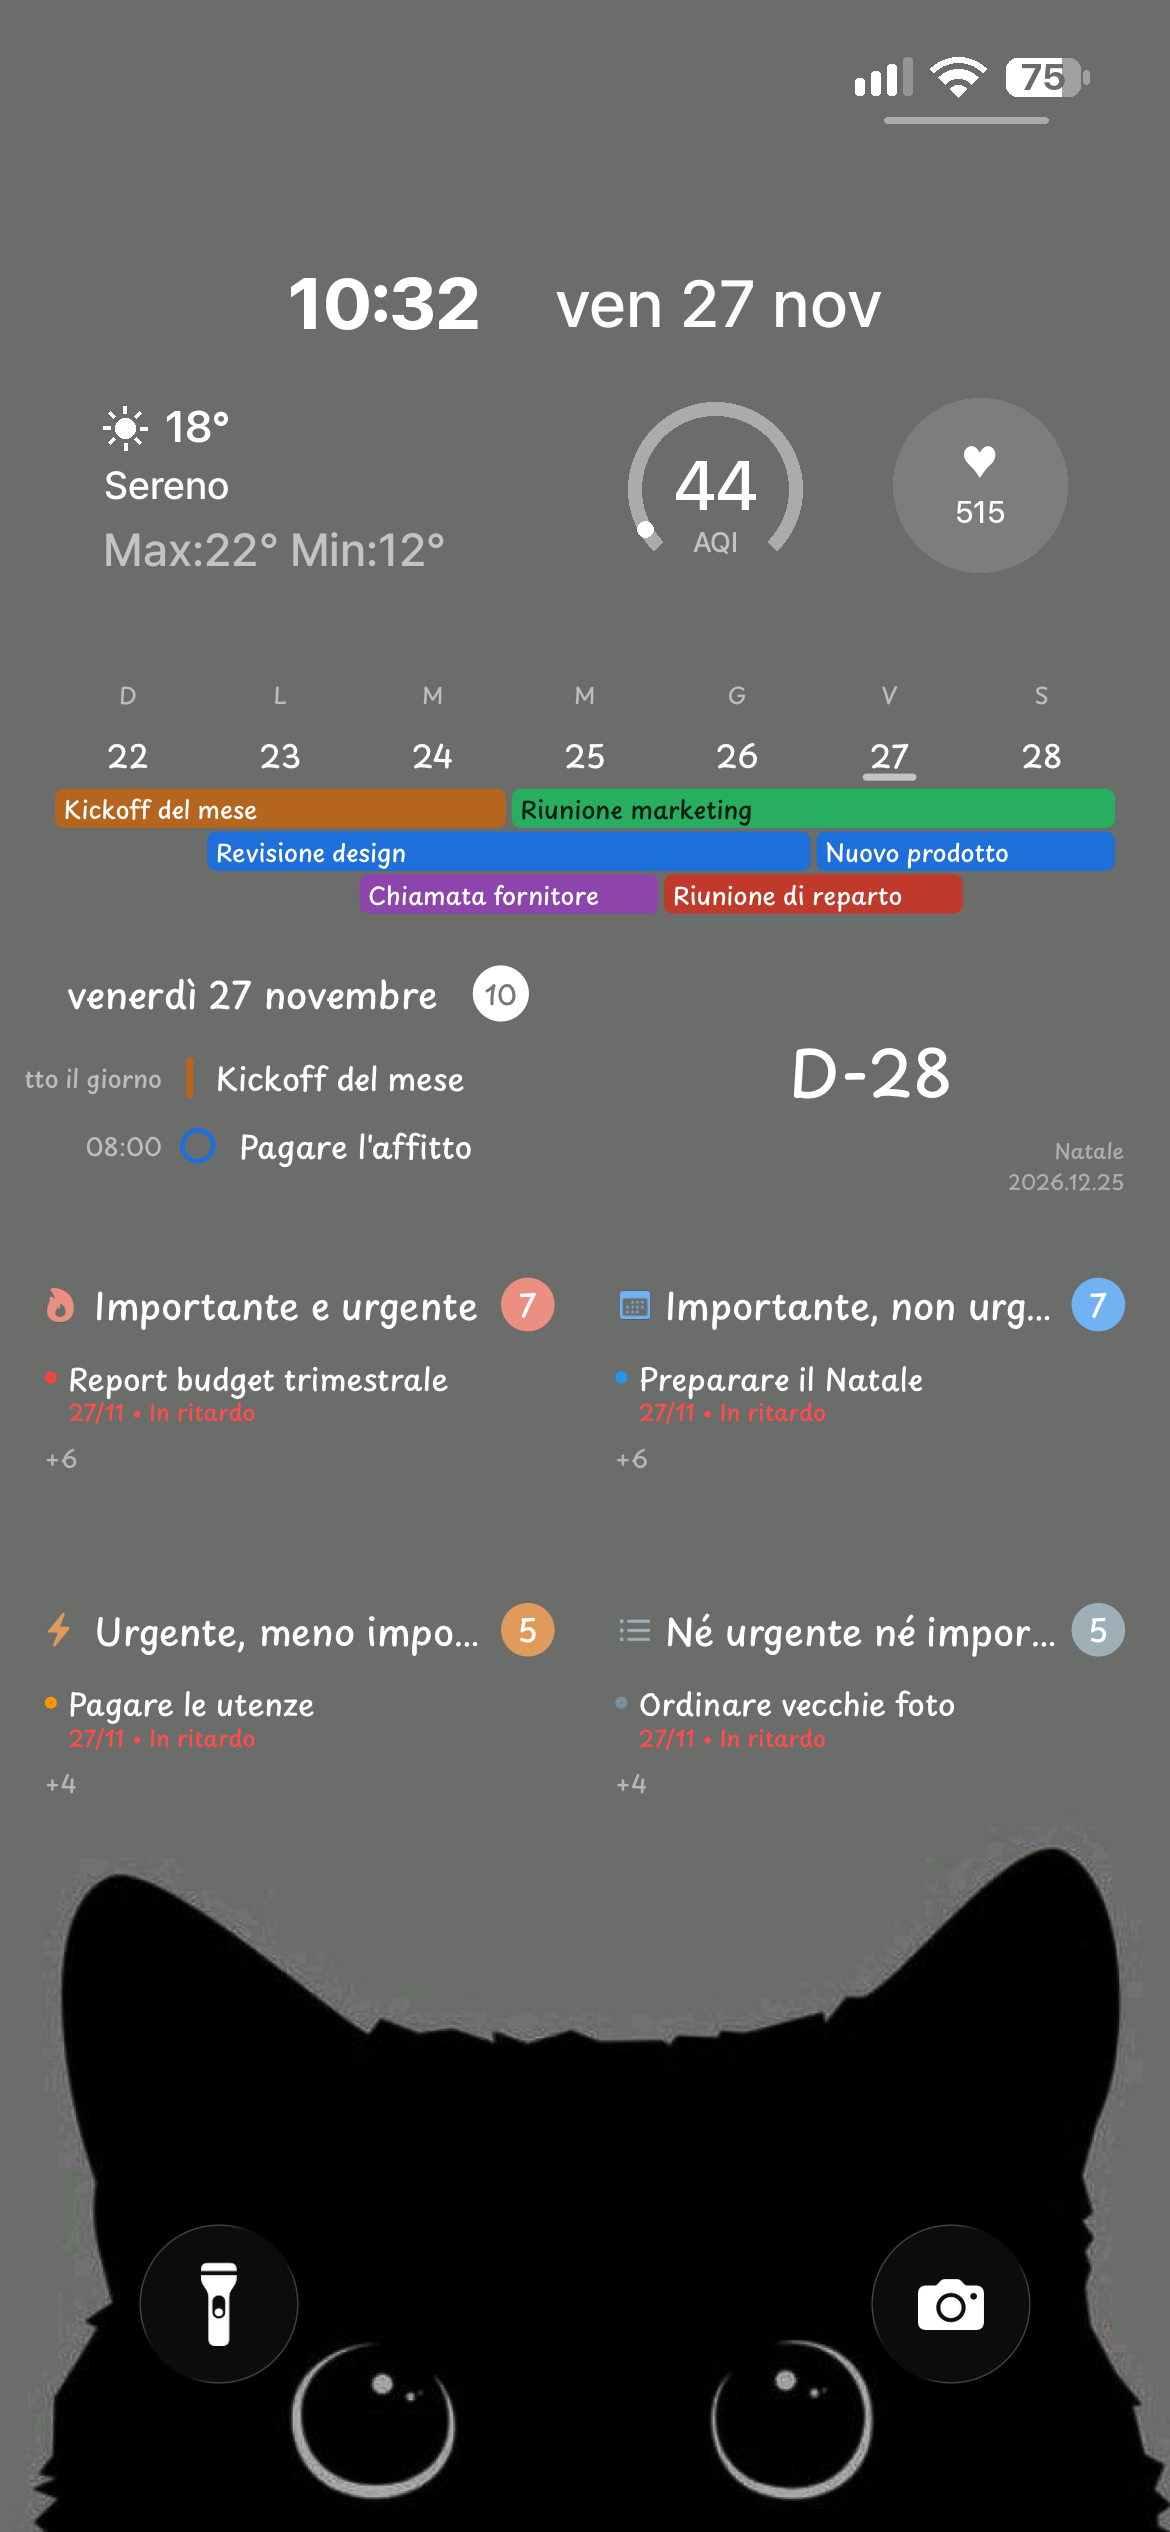 75
10:32 ven 27 nov
18°
Sereno
Max:22° Min:12°
44
AQI
515
D L M M G V S
22 23 24 25 26 27 28
Kickoff del mese
Riunione marketing
Revisione design
Nuovo prodotto
Chiamata fornitore
Riunione di reparto
venerdì 27 novembre 10
tto il giorno Kickoff del mese
08:00 Pagare l'affitto
D-28
Natale
2026.12.25
Importante e urgente 7
Report budget trimestrale
27/11 • In ritardo
+6
Importante, non urg... 7
Preparare il Natale
27/11 • In ritardo
+6
Urgente, meno impo... 5
Pagare le utenze
27/11 • In ritardo
+4
Né urgente né impor... 5
Ordinare vecchie foto
27/11 • In ritardo
+4